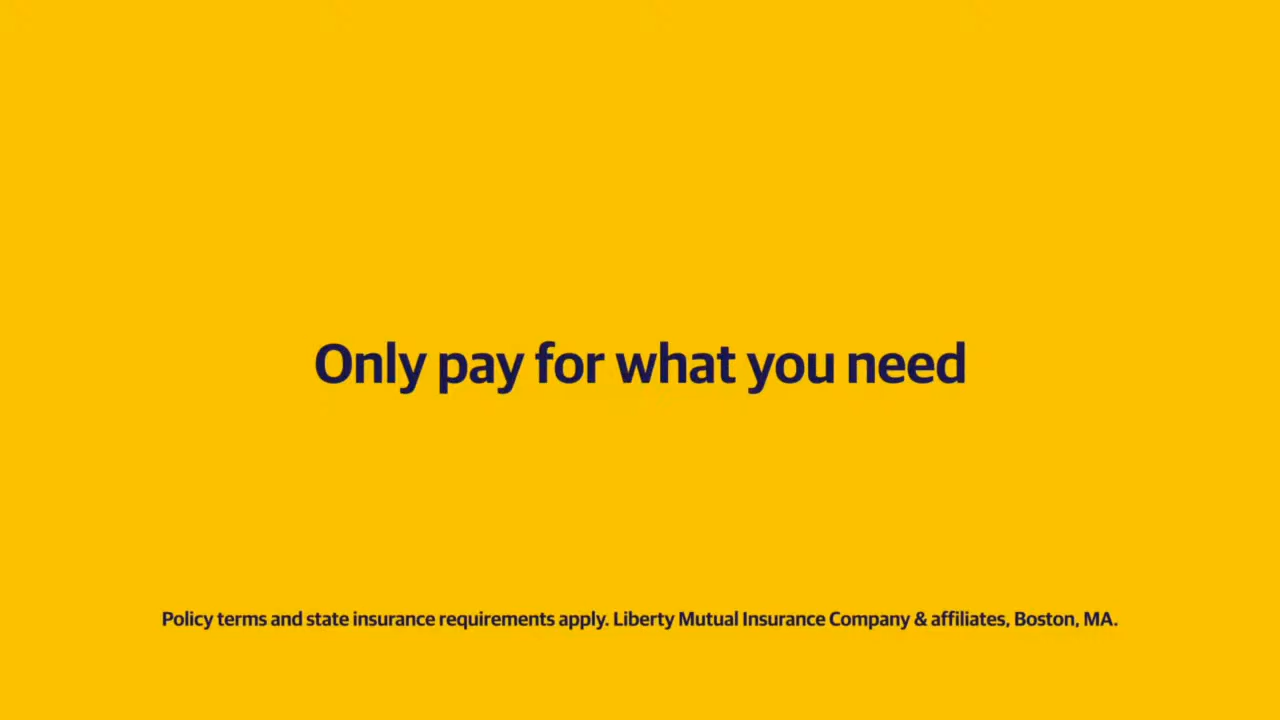 Only pay for what you need
Policy terms and state insurance requirements apply. Liberty Mutual Insurance Company & affiliates, Boston, MA.